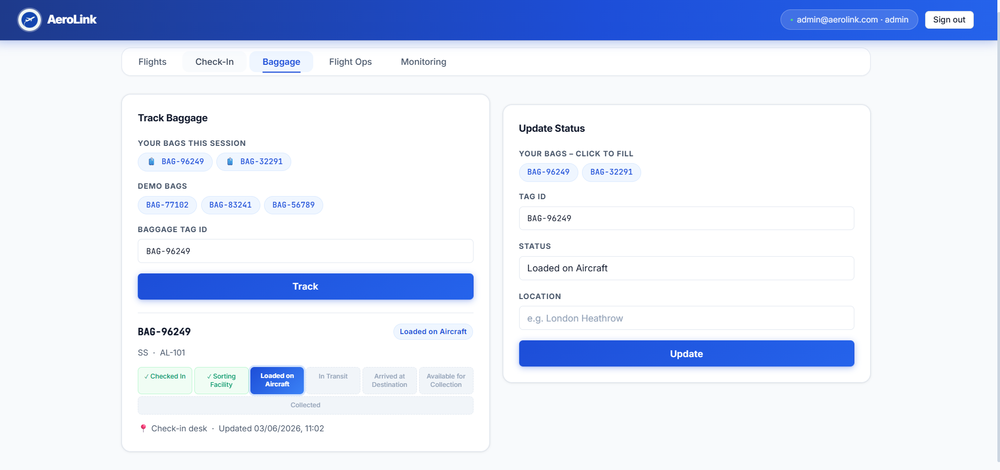 AeroLink
admin@aerolink.com · admin
Sign out
Flights
Check-In
Baggage
Flight Ops
Monitoring
Track Baggage
YOUR BAGS THIS SESSION
BAG-96249
BAG-32291
DEMO BAGS
BAG-77102
BAG-83241
BAG-56789
BAGGAGE TAG ID
BAG-96249
Track
BAG-96249
Loaded on Aircraft
SS · AL-101
✓ Checked In
✓ Sorting
Facility
Loaded on
Aircraft
In Transit
Arrived at
Destination
Available for
Collection
Collected
Check-in desk · Updated 03/06/2026, 11:02
Update Status
YOUR BAGS – CLICK TO FILL
BAG-96249
BAG-32291
TAG ID
BAG-96249
STATUS
Loaded on Aircraft
LOCATION
e.g. London Heathrow
Update